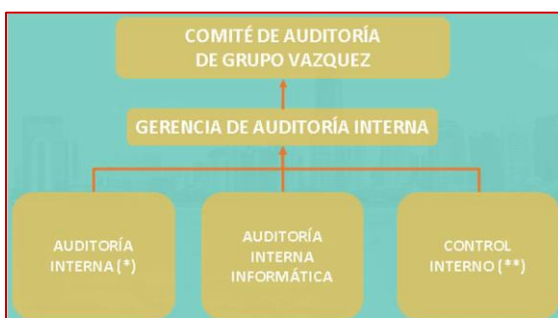 COMITÉ DE AUDITORÍA
DE GRUPO VAZQUEZ
GERENCIA DE AUDITORÍA INTERNA
AUDITORÍA
INTERNA (*)
AUDITORÍA
INTERNA
INFORMÁTICA
CONTROL
INTERNO (**)